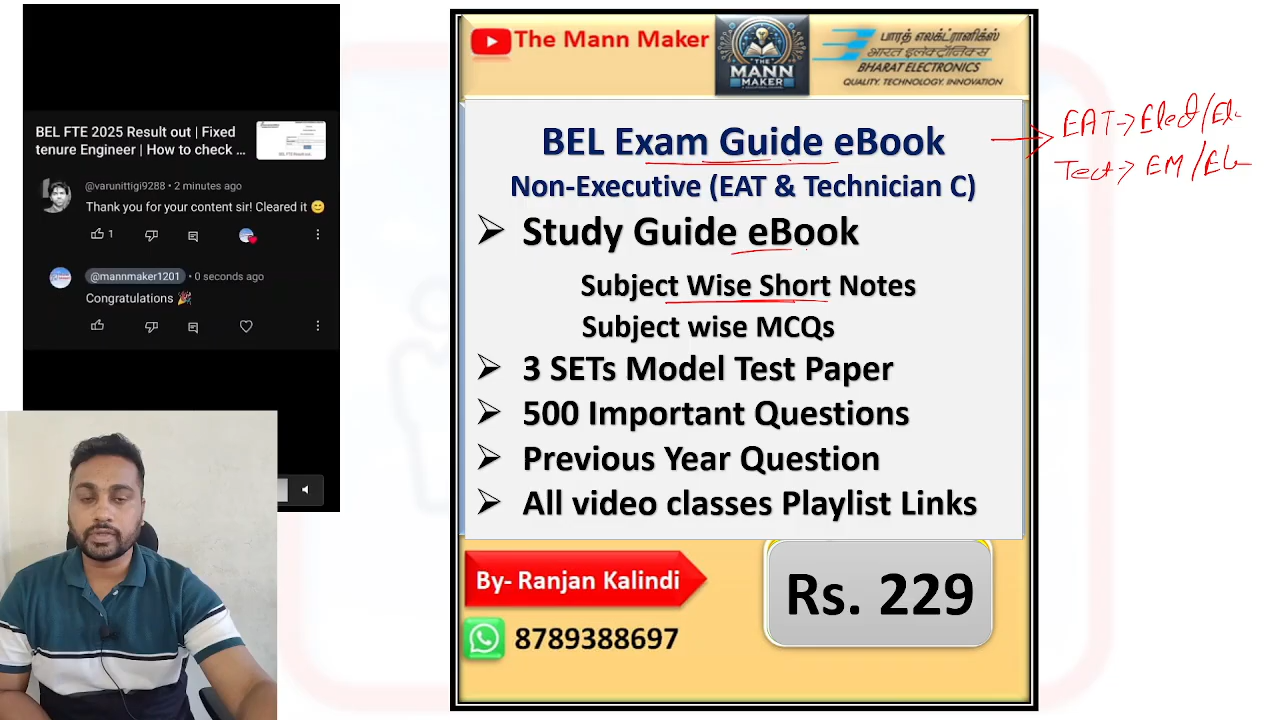 BEL FTE 2025 Result out | Fixed
tenure Engineer | How to check ...
@varunittigi9288 • 2 minutes ago
Thank you for your content sir! Cleared it 😊
1
@mannmaker1201 • 0 seconds ago
Congratulations 🎉
The Mann Maker
THE
MANN
MAKER
பாரத் எலக்ட்ரானிக்ஸ்
भारत इलेक्ट्रॉनिक्स
BHARAT ELECTRONICS
QUALITY. TECHNOLOGY. INNOVATION
BEL Exam Guide eBook
Non-Executive (EAT & Technician C)
➢ Study Guide eBook
Subject Wise Short Notes
Subject wise MCQs
➢ 3 SETs Model Test Paper
➢ 500 Important Questions
➢ Previous Year Question
➢ All video classes Playlist Links
By- Ranjan Kalindi
Rs. 229
8789388697
EAT->
EM/